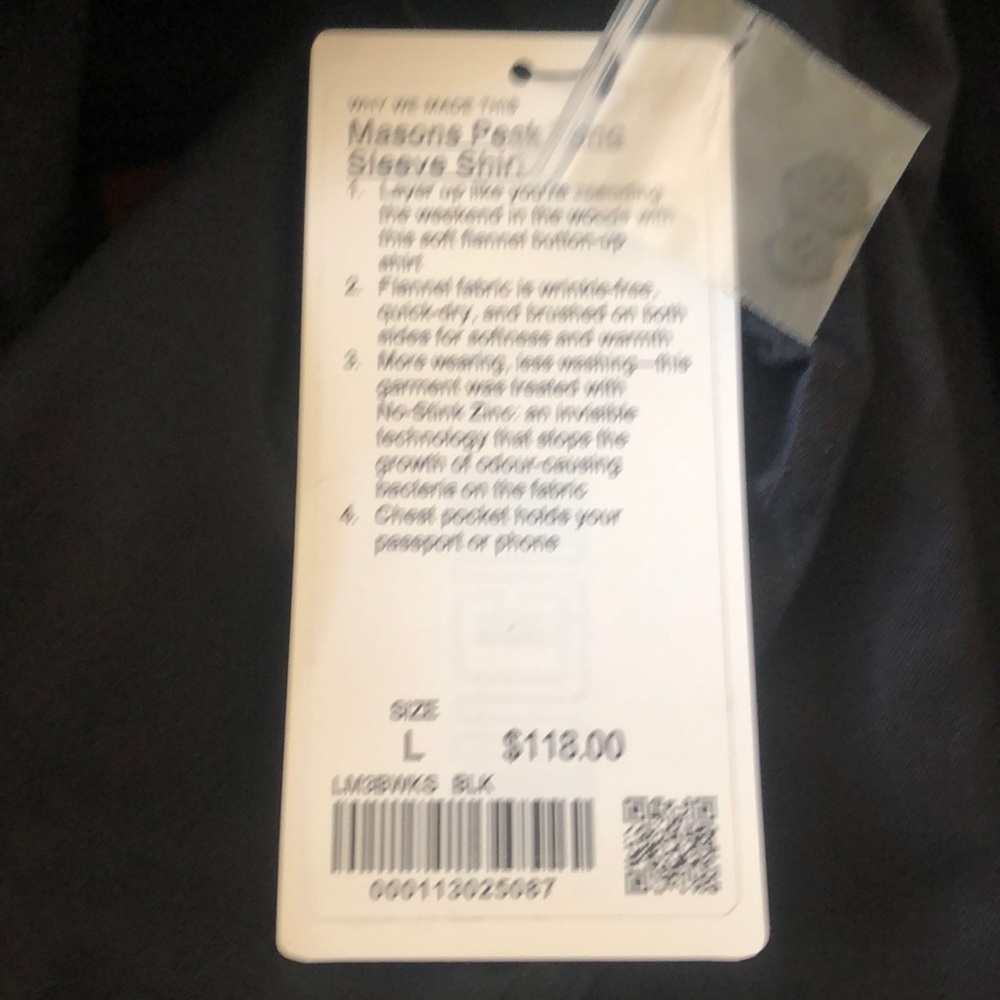 WHY WE MADE THIS
Masons Peak
Sleeve Shirt
1. Layer up like you're spending
the weekend in the woods with
this soft flannel button-up
shirt
2. Flannel fabric is wrinkle-free,
quick-dry, and brushed on both
sides for softness and warmth
3. More wearing, less washing—this
garment was treated with
No-Stink Zinc: an invisible
technology that stops the
growth of odour-causing
bacteria on the fabric
4. Chest pocket holds your
passport or phone
SIZE
L $118.00
LM3BWKS BLK
000113025087